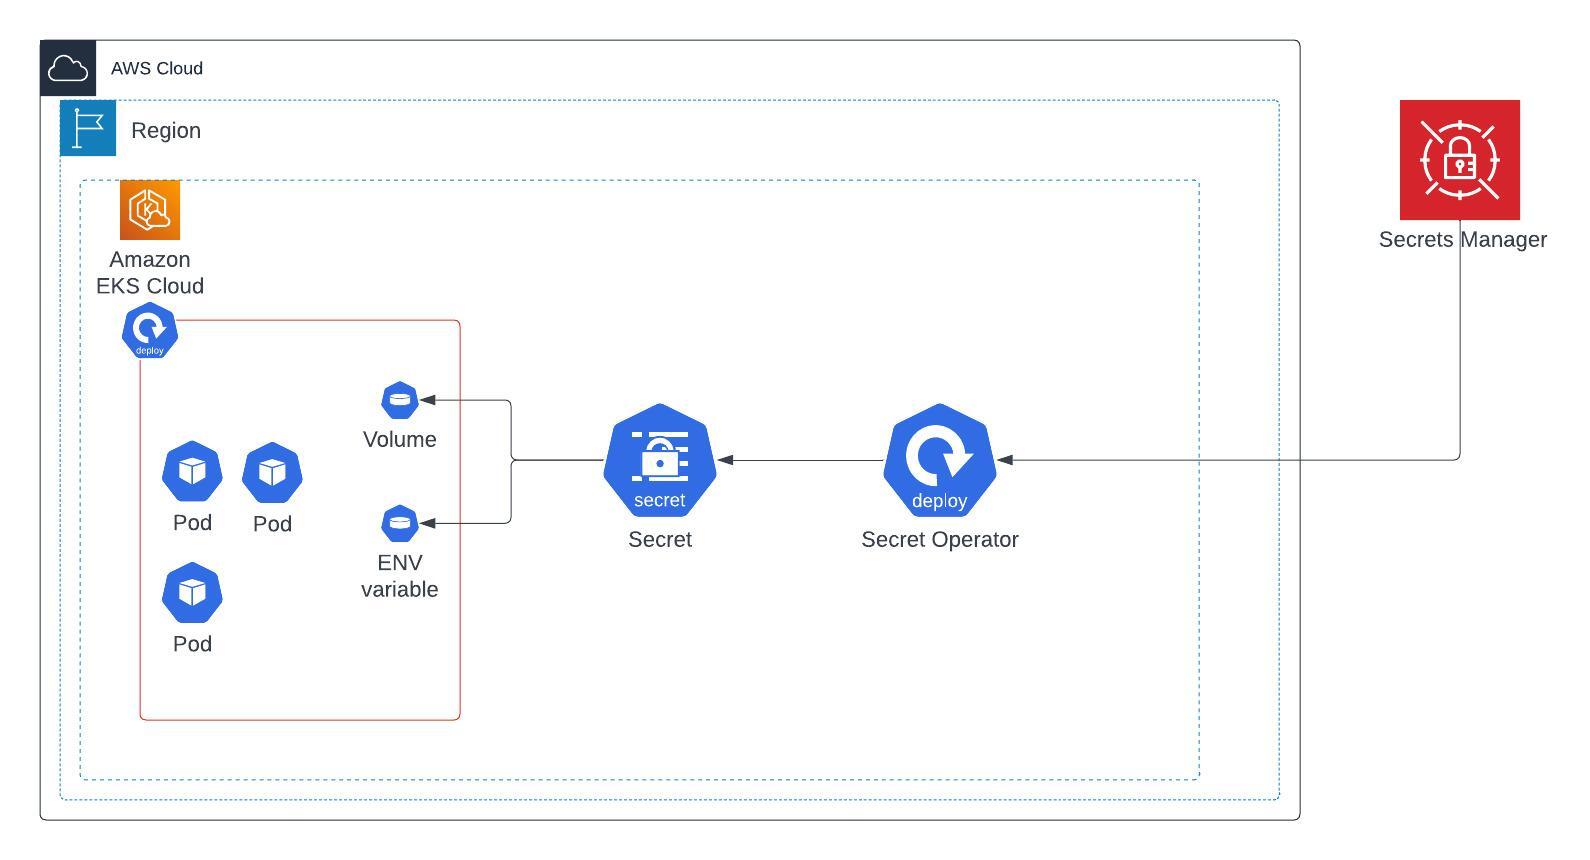 AWS Cloud
Region
Secrets Manager
Amazon
EKS Cloud
deploy
Volume
secret
deploy
Pod
Pod
Secret
Secret Operator
ENV
variable
Pod